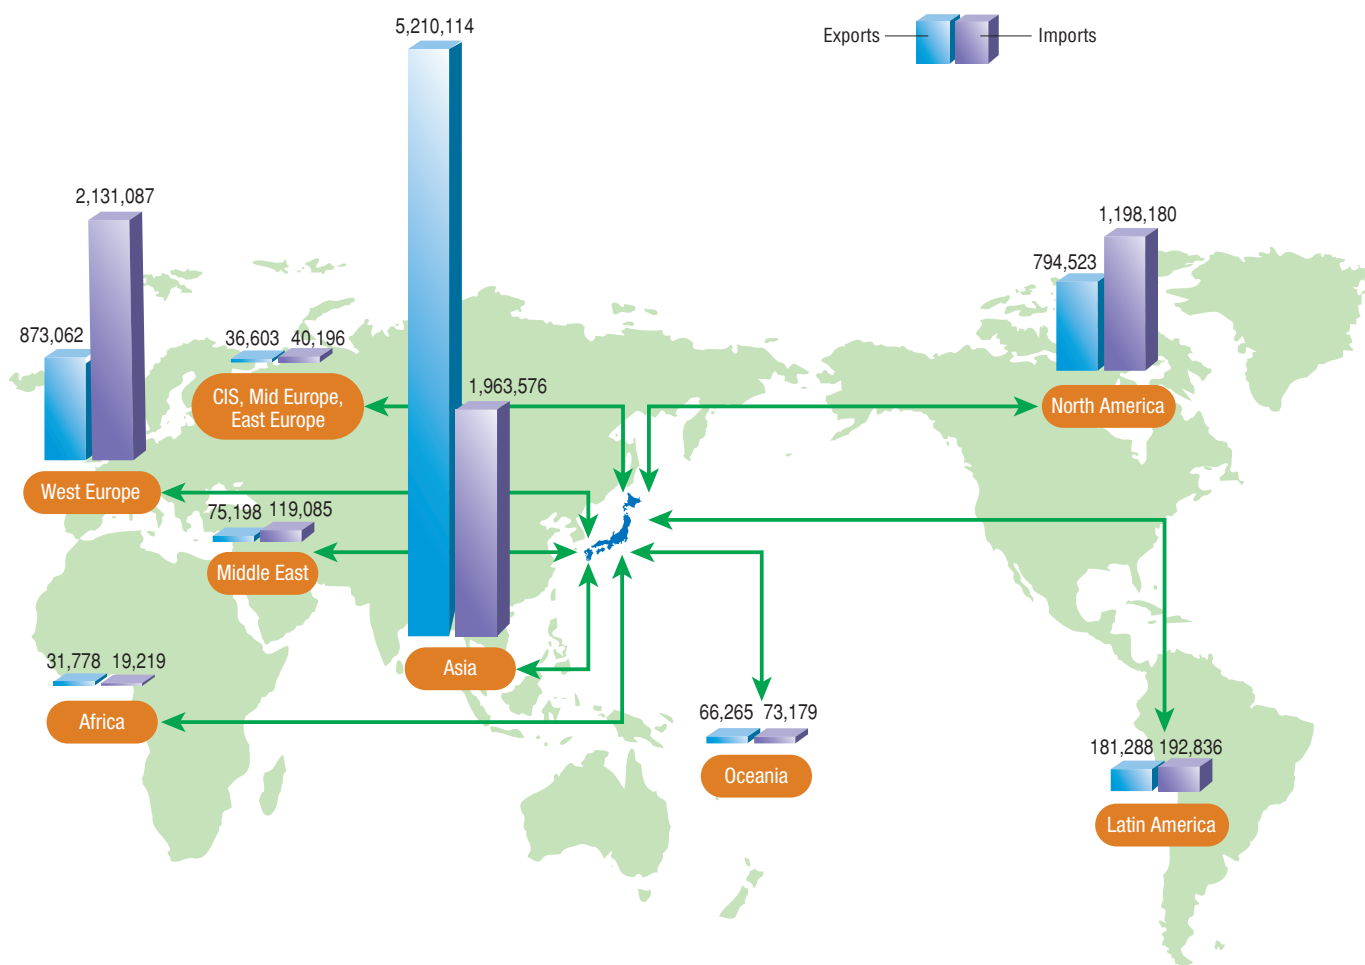 5,210,114
Exports
Imports
2,131,087
1,198,180
794,523
873,062
36,603
40,196
CIS, Mid Europe,
East Europe
1,963,576
North America
West Europe
75,198
119,085
Middle East
31,778
19,219
Asia
Africa
66,265
73,179
Oceania
181,288
192,836
Latin America